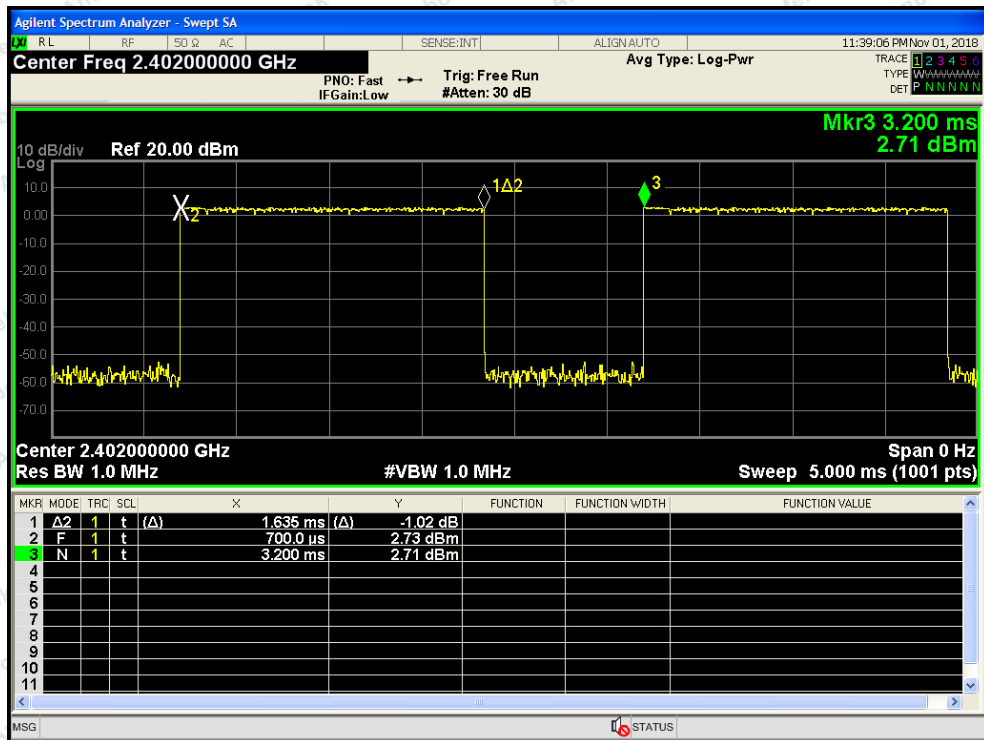 Agilent Spectrum Analyzer - Swept SA
LXI RL RF 50 Ω AC SENSE:INT ALIGN AUTO 11:39:06 PM Nov 01, 2018
Center Freq 2.402000000 GHz
PNO: Fast
IFGain:Low
Trig: Free Run
#Atten: 30 dB
Avg Type: Log-Pwr
TRACE 1 2 3 4 5 6
TYPE W
DET P N N N N N
Mkr3 3.200 ms
2.71 dBm
10 dB/div Ref 20.00 dBm
Log
10.0
0.00
-10.0
-20.0
-30.0
-40.0
-50.0
-60.0
-70.0
2
1Δ2
3
Center 2.402000000 GHz Span 0 Hz
Res BW 1.0 MHz #VBW 1.0 MHz Sweep 5.000 ms (1001 pts)
MKR MODE TRC SCL X Y FUNCTION FUNCTION WIDTH FUNCTION VALUE
1 Δ2 1 t (Δ) 1.635 ms (Δ) -1.02 dB
2 F 1 t 700.0 µs 2.73 dBm
3 N 1 t 3.200 ms 2.71 dBm
4
5
6
7
8
9
10
11
MSG STATUS